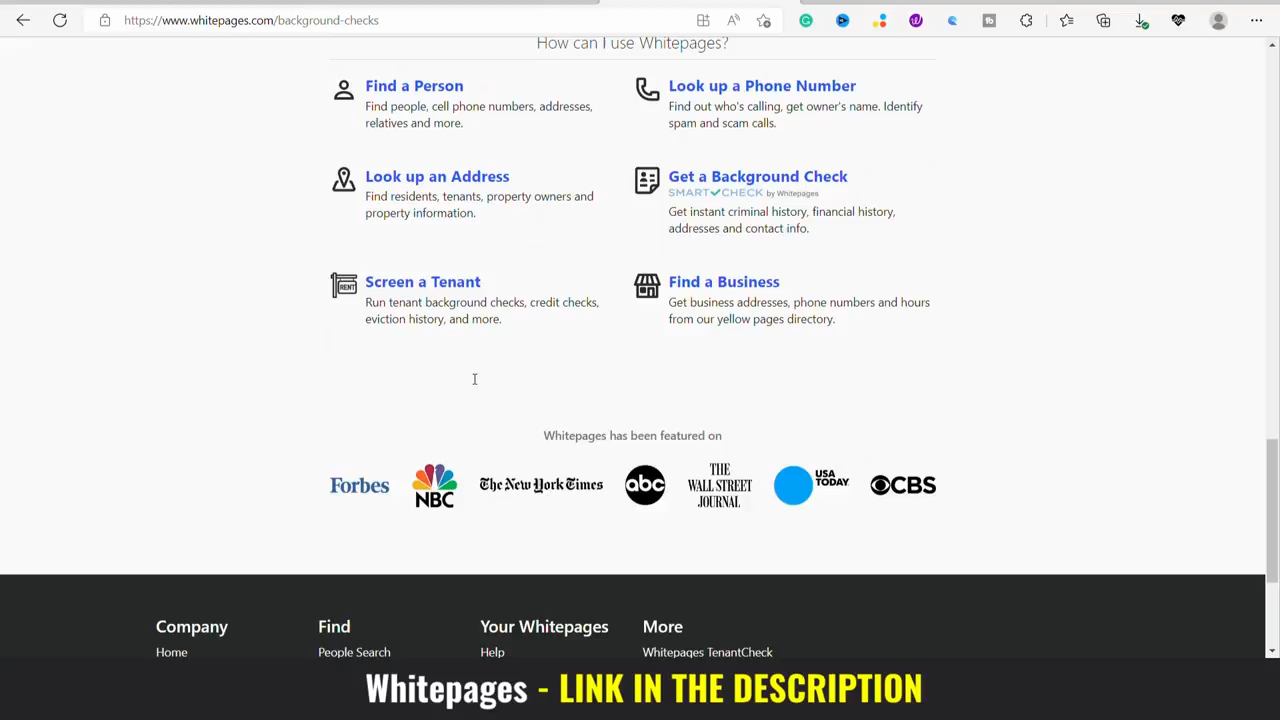 https://www.whitepages.com/background-checks
How can I use Whitepages?
Find a Person
Find people, cell phone numbers, addresses,
relatives and more.
Look up a Phone Number
Find out who's calling, get owner's name. Identify
spam and scam calls.
Look up an Address
Find residents, tenants, property owners and
property information.
Get a Background Check
SMARTCHECK by Whitepages
Get instant criminal history, financial history,
addresses and contact info.
RENT
Screen a Tenant
Run tenant background checks, credit checks,
eviction history, and more.
Find a Business
Get business addresses, phone numbers and hours
from our yellow pages directory.
Whitepages has been featured on
Forbes
NBC
The New York Times
abc
THE
WALL STREET
JOURNAL
USA
TODAY
CBS
Company
Find
Your Whitepages
More
Home
People Search
Help
Whitepages TenantCheck
Whitepages - LINK IN THE DESCRIPTION